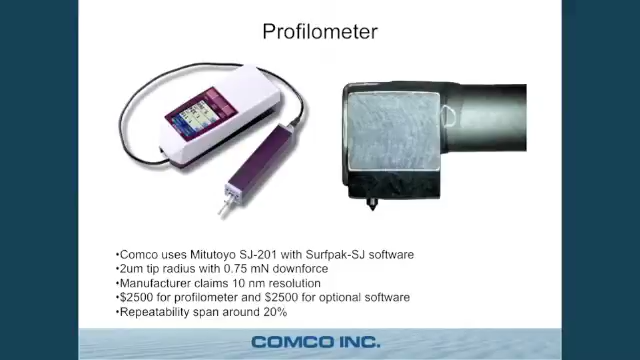 Profilometer
•Comco uses Mitutoyo SJ-201 with Surfpak-SJ software
•2um tip radius with 0.75 mN downforce
•Manufacturer claims 10 nm resolution
•$2500 for profilometer and $2500 for optional software
•Repeatability span around 20%
COMCO INC.